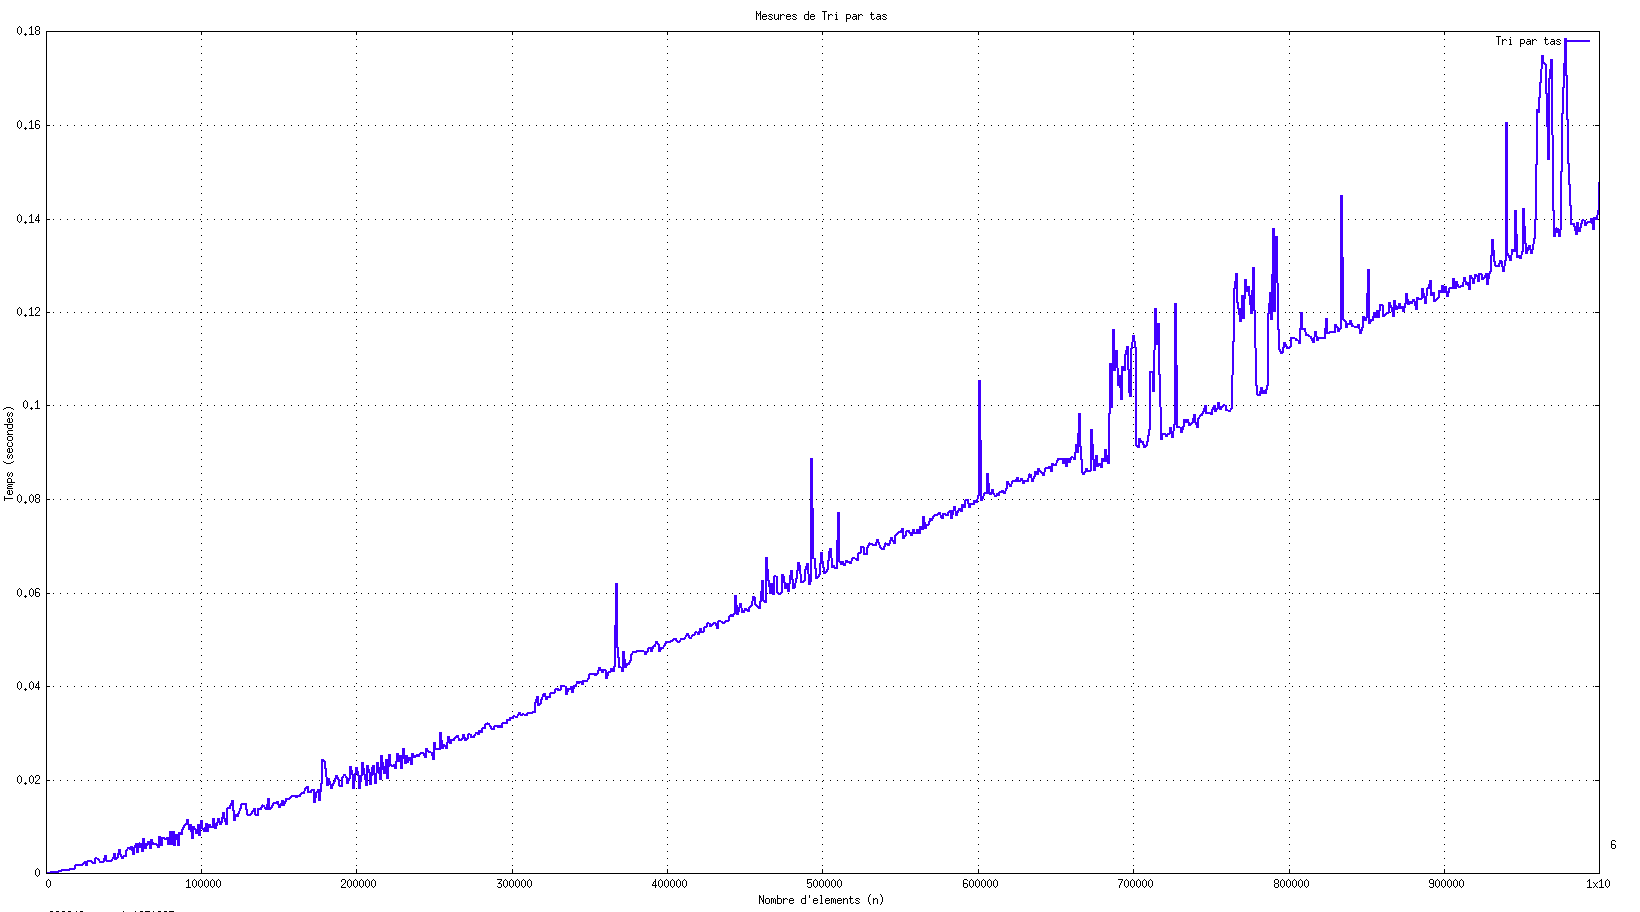 Mesures de Tri par tas
Tri par tas
0.18
0.16
0.14
0.12
0.1
0.08
0.06
0.04
0.02
0
Temps (secondes)
0 100000 200000 300000 400000 500000 600000 700000 800000 900000 1x10
6
Nombre d'elements (n)